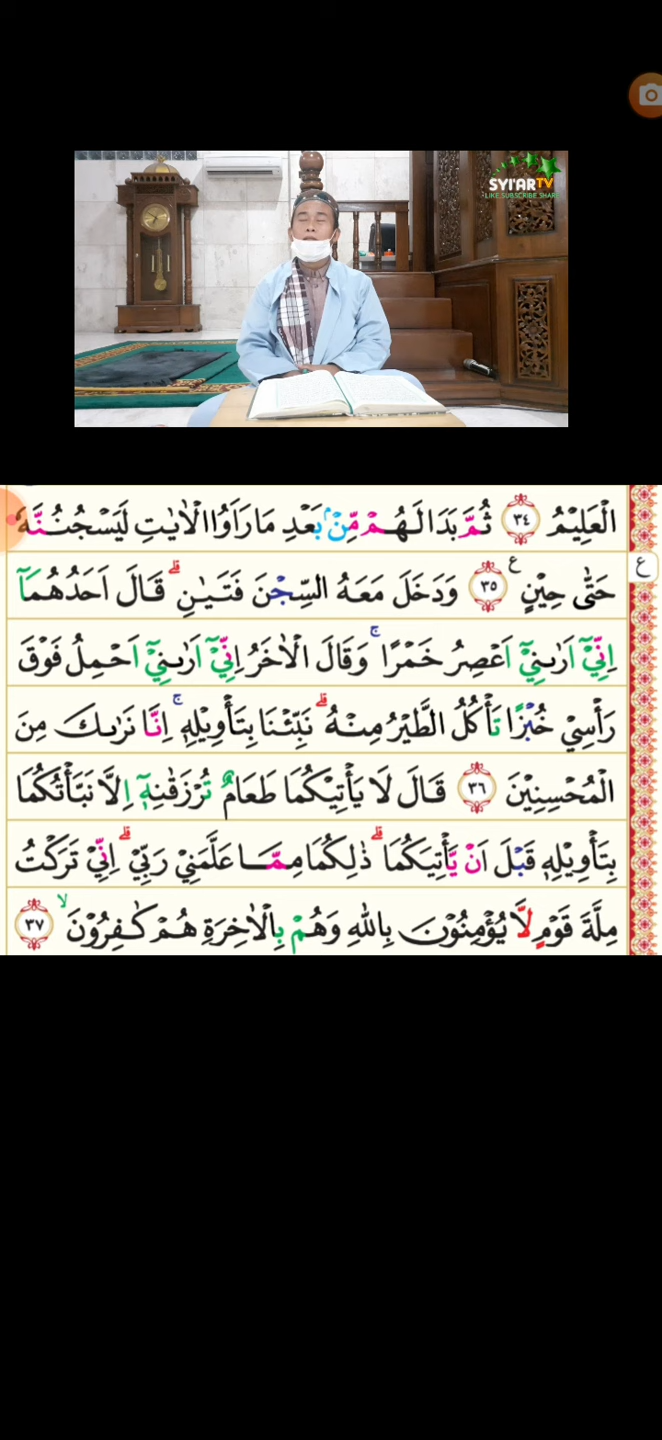 SYI'AR TV
LIKE, SUBSCRIBE SHARE
الْعَلِيْمُ ٣٤ ثُمَّ بَدَا لَهُمْ مِّنْۢ بَعْدِ مَا رَاَوُا الْاٰيٰتِ لَيَسْجُنُنَّهٗ
حَتّٰى حِيْنٍ ࣖ ٣٥ وَدَخَلَ مَعَهُ السِّجْنَ فَتَيٰنِ ۗ قَالَ اَحَدُهُمَآ
ع
اِنِّيْٓ اَرٰىنِيْٓ اَعْصِرُ خَمْرًا ۚ وَقَالَ الْاٰخَرُ اِنِّيْٓ اَرٰىنِيْٓ اَحْمِلُ فَوْقَ
رَأْسِيْ خُبْزًا تَأْكُلُ الطَّيْرُ مِنْهُ ۗ نَبِّئْنَا بِتَأْوِيْلِهٖ ۚ اِنَّا نَرٰىكَ مِنَ
الْمُحْسِنِيْنَ ٣٦ قَالَ لَا يَأْتِيْكُمَا طَعَامٌ تُرْزَقٰنِهٖٓ اِلَّا نَبَّأْتُكُمَا
بِتَأْوِيْلِهٖ قَبْلَ اَنْ يَّأْتِيَكُمَا ۗ ذٰلِكُمَا مِمَّا عَلَّمَنِيْ رَبِّيْ ۗ اِنِّيْ تَرَكْتُ
مِلَّةَ قَوْمٍ لَّا يُؤْمِنُوْنَ بِاللّٰهِ وَهُمْ بِالْاٰخِرَةِ هُمْ كٰفِرُوْنَ ۙ ٣٧